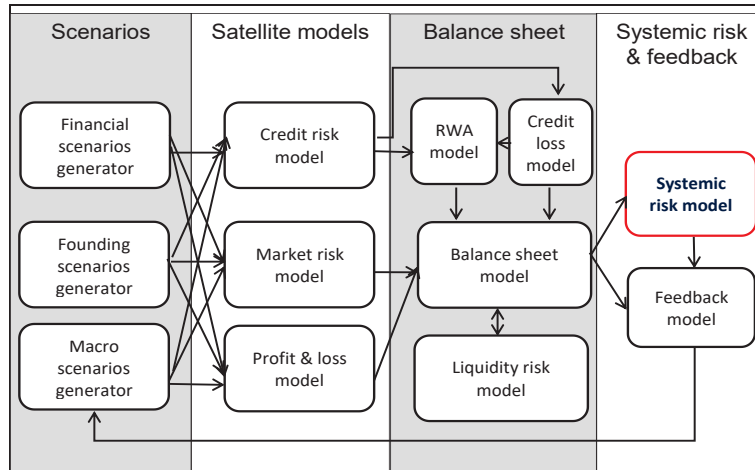 Scenarios
Satellite models
Balance sheet
Systemic risk
& feedback
Financial
scenarios
generator
Founding
scenarios
generator
Macro
scenarios
generator
Credit risk
model
Market risk
model
Profit & loss
model
RWA
model
Credit
loss
model
Balance sheet
model
Liquidity risk
model
Systemic
risk model
Feedback
model